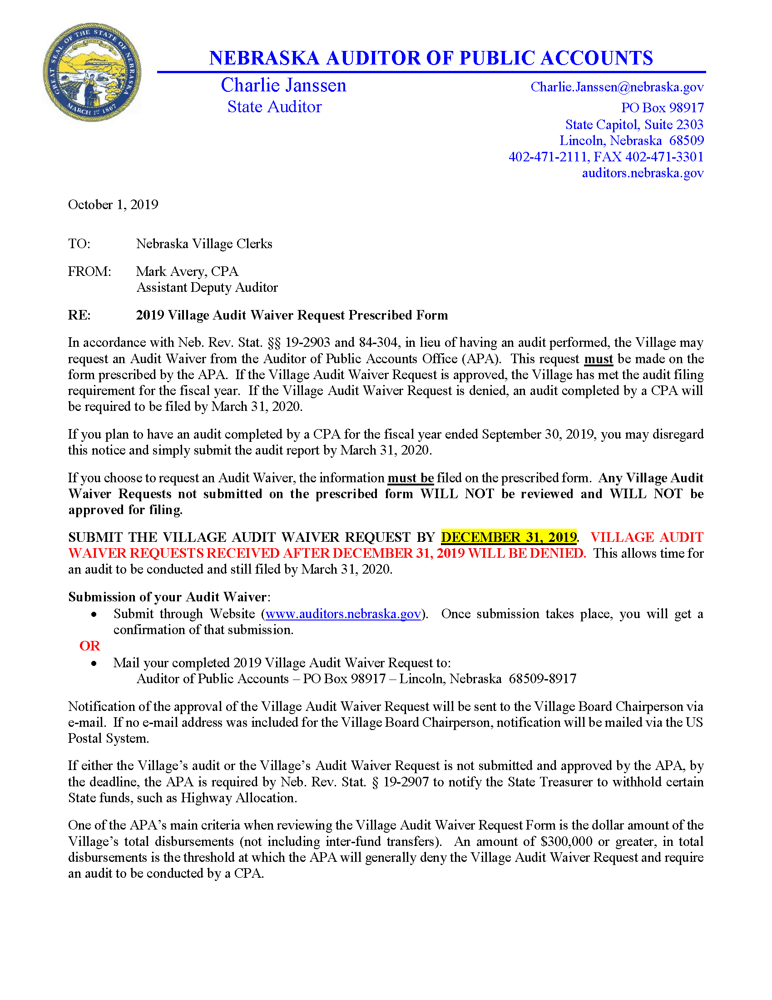 GREAT SEAL OF THE STATE OF NEBRASKA
MARCH 1ST 1867
NEBRASKA AUDITOR OF PUBLIC ACCOUNTS
Charlie Janssen
State Auditor
Charlie.Janssen@nebraska.gov
PO Box 98917
State Capitol, Suite 2303
Lincoln, Nebraska  68509
402-471-2111, FAX 402-471-3301
auditors.nebraska.gov
October 1, 2019
TO: Nebraska Village Clerks
FROM: Mark Avery, CPA
Assistant Deputy Auditor
RE: 2019 Village Audit Waiver Request Prescribed Form
In accordance with Neb. Rev. Stat. §§ 19-2903 and 84-304, in lieu of having an audit performed, the Village may
request an Audit Waiver from the Auditor of Public Accounts Office (APA).  This request must be made on the
form prescribed by the APA.  If the Village Audit Waiver Request is approved, the Village has met the audit filing
requirement for the fiscal year.  If the Village Audit Waiver Request is denied, an audit completed by a CPA will
be required to be filed by March 31, 2020.
If you plan to have an audit completed by a CPA for the fiscal year ended September 30, 2019, you may disregard
this notice and simply submit the audit report by March 31, 2020.
If you choose to request an Audit Waiver, the information must be filed on the prescribed form.  Any Village Audit
Waiver Requests not submitted on the prescribed form WILL NOT be reviewed and WILL NOT be
approved for filing.
SUBMIT THE VILLAGE AUDIT WAIVER REQUEST BY DECEMBER 31, 2019.  VILLAGE AUDIT
WAIVER REQUESTS RECEIVED AFTER DECEMBER 31, 2019 WILL BE DENIED.  This allows time for
an audit to be conducted and still filed by March 31, 2020.
Submission of your Audit Waiver:
• Submit through Website (www.auditors.nebraska.gov).  Once submission takes place, you will get a
confirmation of that submission.
OR
• Mail your completed 2019 Village Audit Waiver Request to:
Auditor of Public Accounts – PO Box 98917 – Lincoln, Nebraska  68509-8917
Notification of the approval of the Village Audit Waiver Request will be sent to the Village Board Chairperson via
e-mail.  If no e-mail address was included for the Village Board Chairperson, notification will be mailed via the US
Postal System.
If either the Village’s audit or the Village’s Audit Waiver Request is not submitted and approved by the APA, by
the deadline, the APA is required by Neb. Rev. Stat. § 19-2907 to notify the State Treasurer to withhold certain
State funds, such as Highway Allocation.
One of the APA’s main criteria when reviewing the Village Audit Waiver Request Form is the dollar amount of the
Village’s total disbursements (not including inter-fund transfers).  An amount of $300,000 or greater, in total
disbursements is the threshold at which the APA will generally deny the Village Audit Waiver Request and require
an audit to be conducted by a CPA.